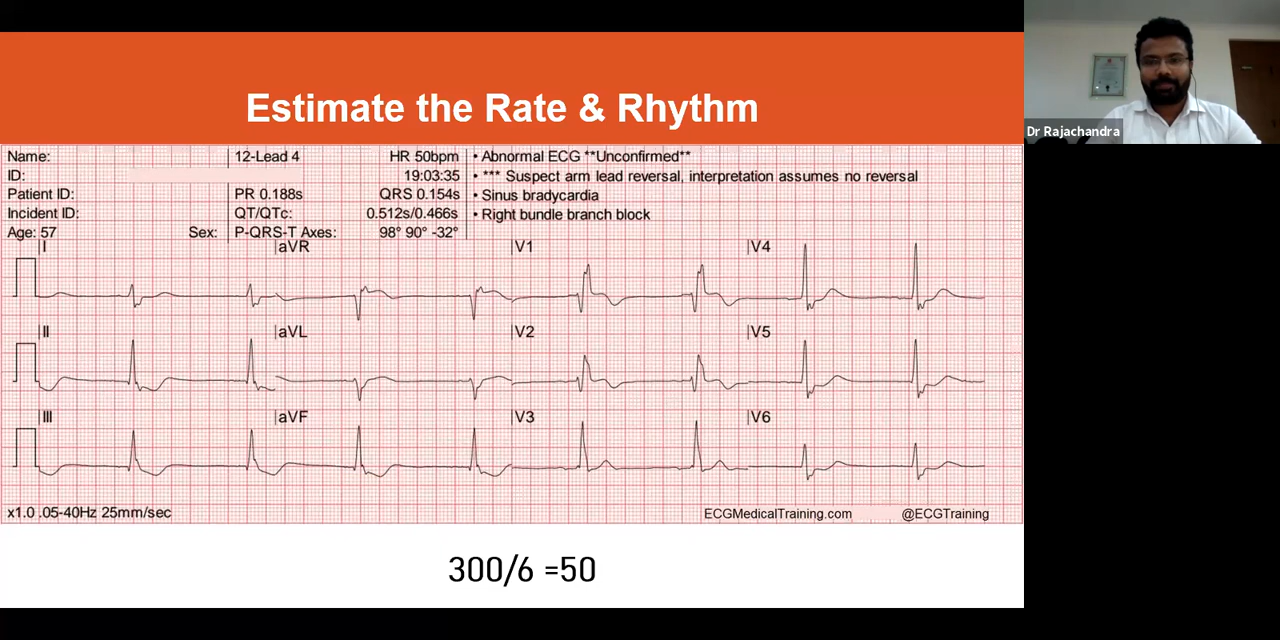 Estimate the Rate & Rhythm
Dr Rajachandra
Name: 12-Lead 4 HR 50bpm • Abnormal ECG **Unconfirmed**
ID: 19:03:35 • *** Suspect arm lead reversal, interpretation assumes no reversal
Patient ID: PR 0.188s QRS 0.154s • Sinus bradycardia
Incident ID: QT/QTc: 0.512s/0.466s • Right bundle branch block
Age: 57 Sex: P-QRS-T Axes: 98° 90° -32°
I aVR V1 V4
II aVL V2 V5
III aVF V3 V6
x1.0 .05-40Hz 25mm/sec ECGMedicalTraining.com @ECGTraining
300/6 =50